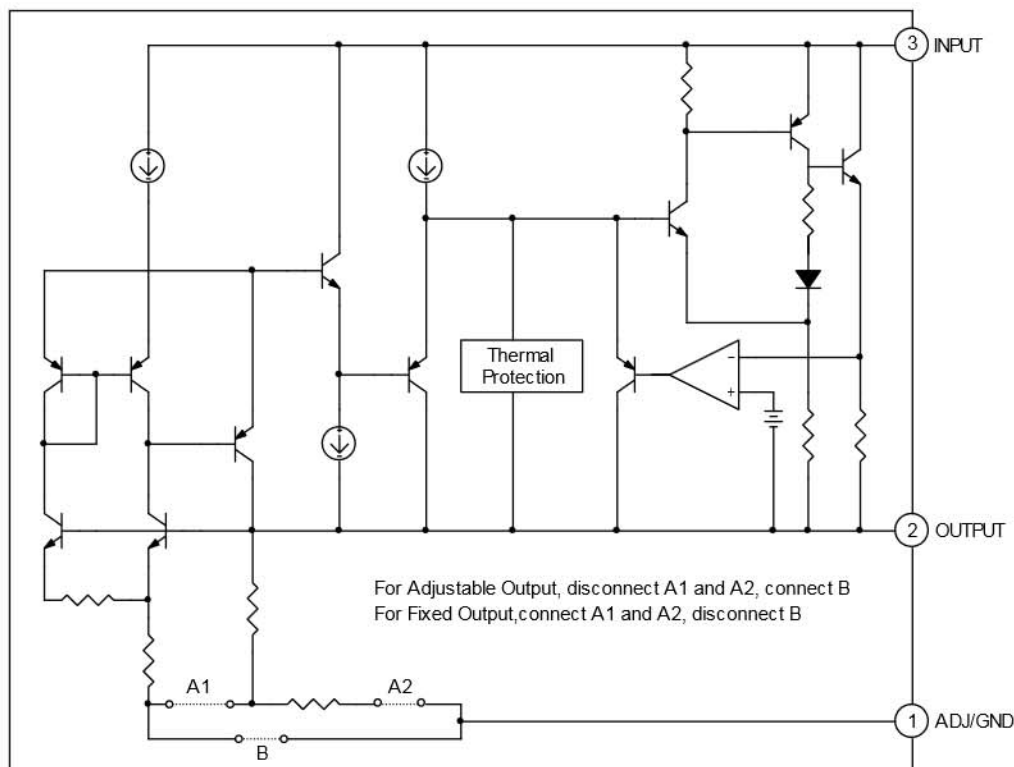 3 INPUT
Thermal
Protection
−
+
2 OUTPUT
For Adjustable Output, disconnect A1 and A2, connect B
For Fixed Output,connect A1 and A2, disconnect B
A1
A2
1 ADJ/GND
B